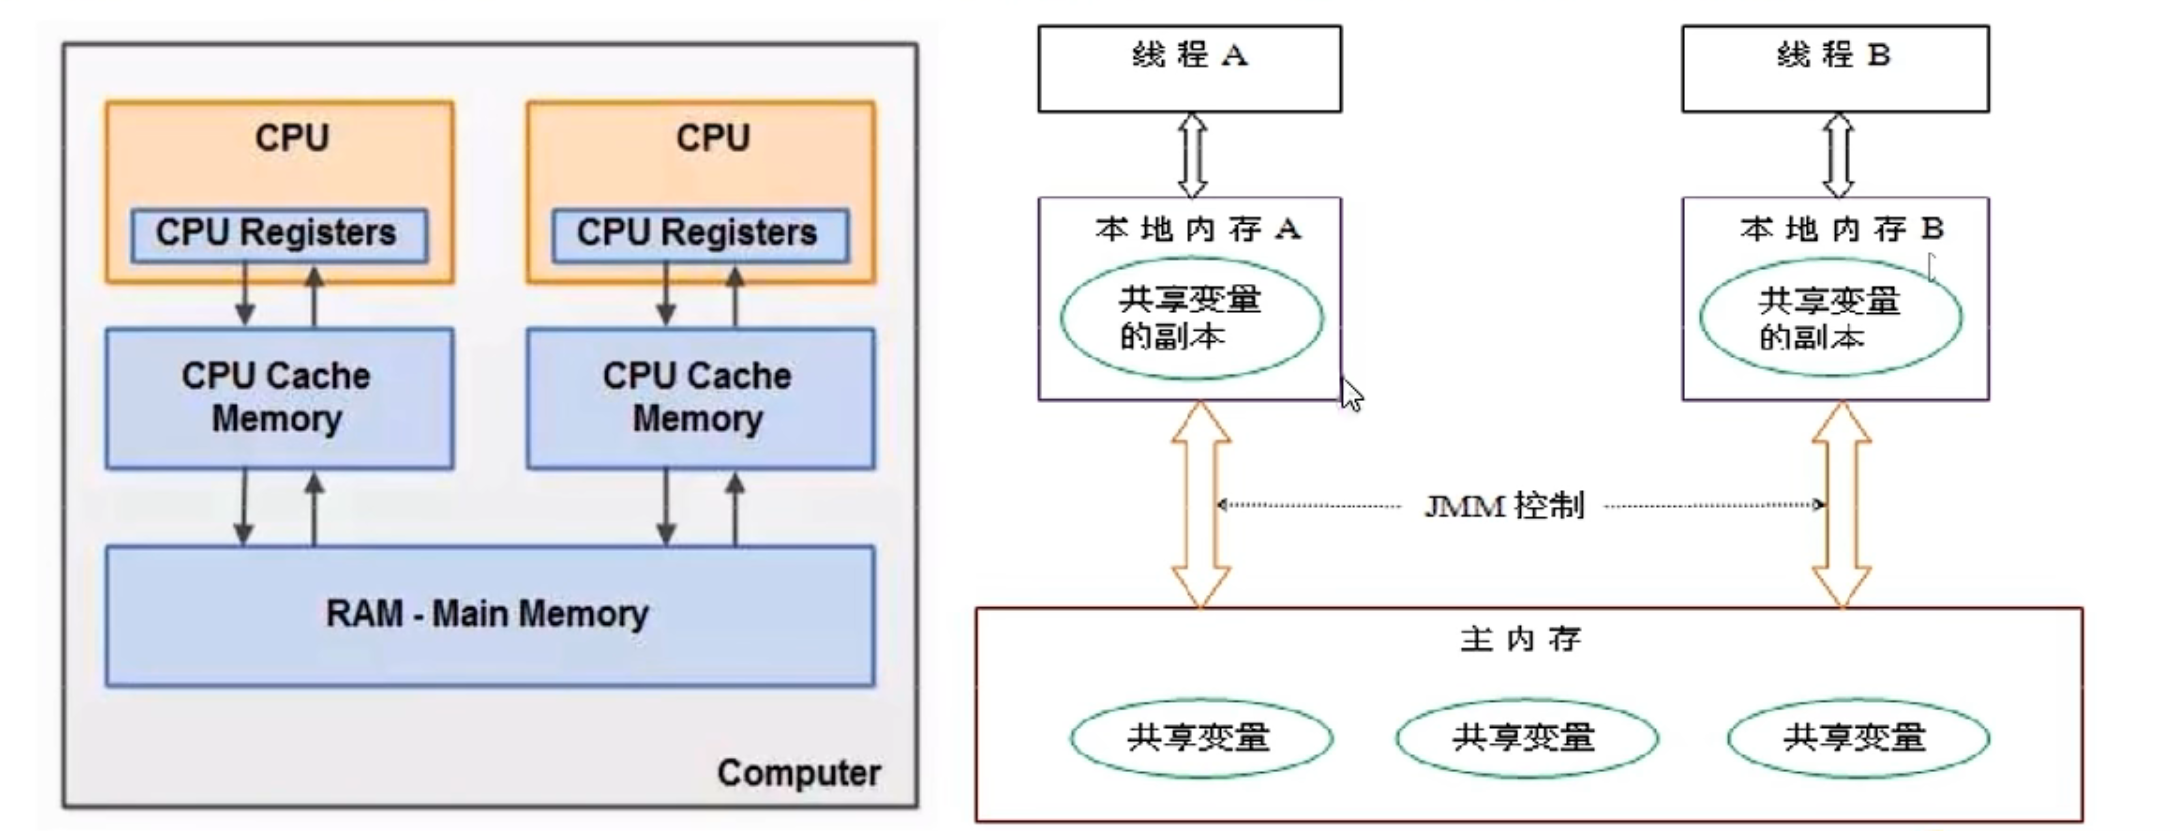 CPU
CPU Registers
CPU Cache
Memory
CPU
CPU Registers
CPU Cache
Memory
RAM - Main Memory
Computer
线程 A
线程 B
本地内存 A
共享变量
的副本
本地内存 B
共享变量
的副本
JMM 控制
主内存
共享变量
共享变量
共享变量